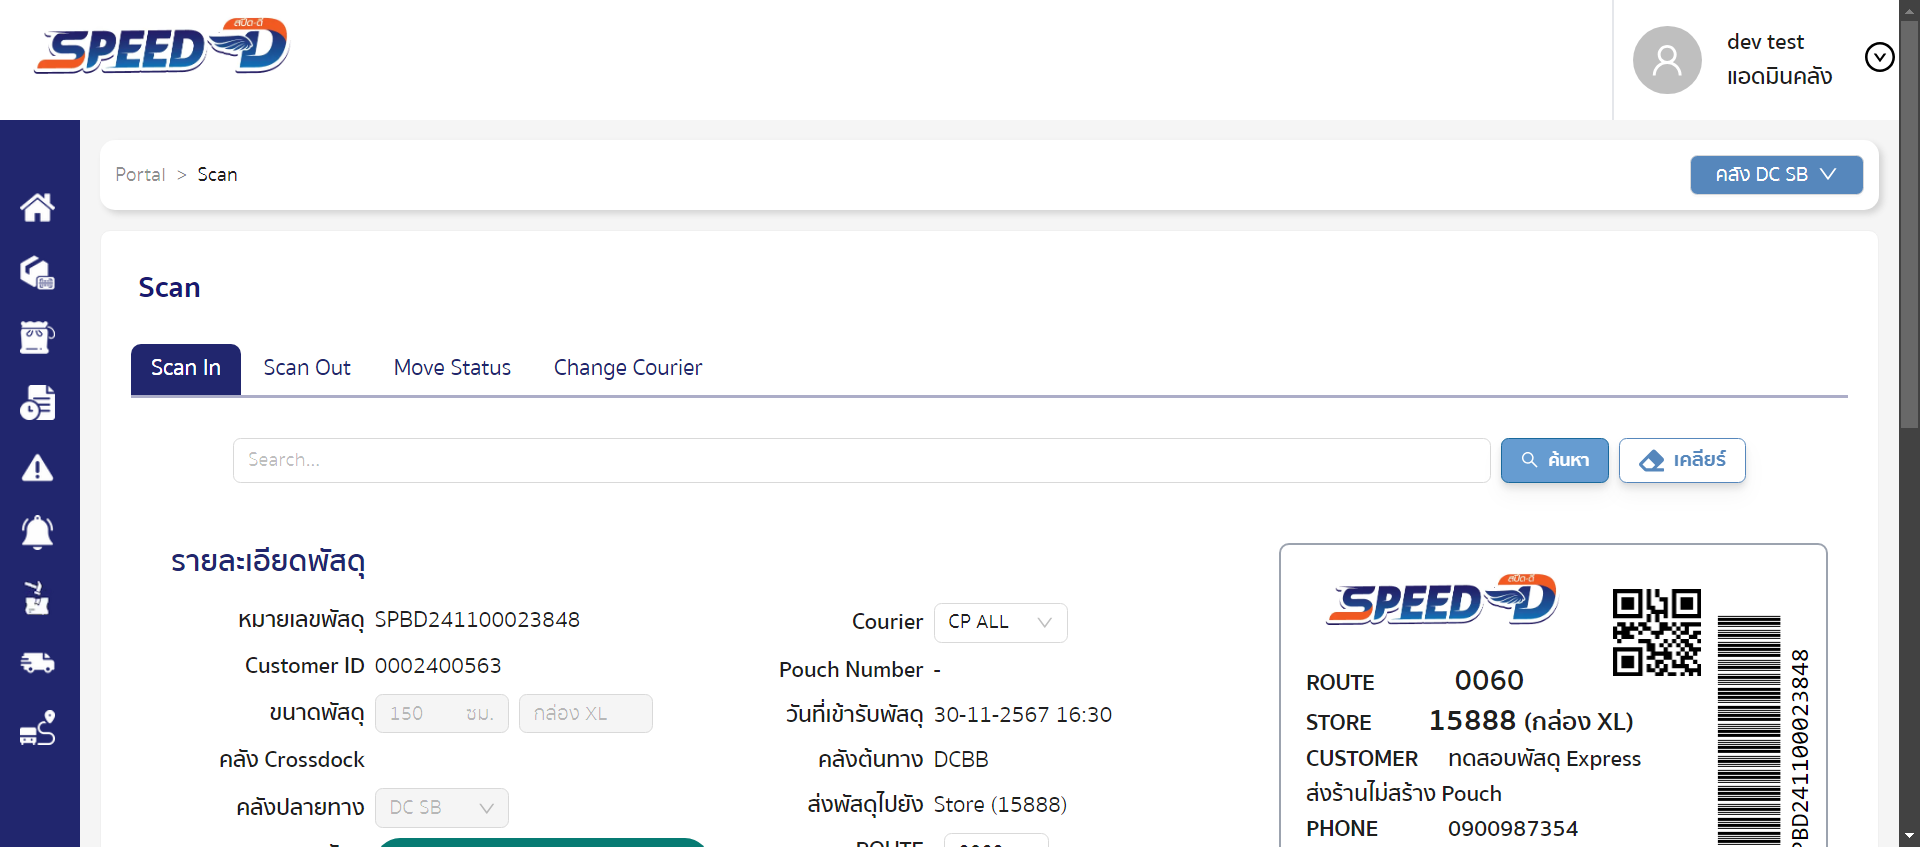 SPEED-D
สปีด-ดี
dev test
แอดมินคลัง
Portal > Scan
คลัง DC SB
Scan
Scan In
Scan Out
Move Status
Change Courier
Search...
ค้นหา
เคลียร์
รายละเอียดพัสดุ
หมายเลขพัสดุ SPBD241100023848
Customer ID 0002400563
ขนาดพัสดุ 150 ซม. กล่อง XL
คลัง Crossdock
คลังปลายทาง DC SB
Courier CP ALL
Pouch Number -
วันที่เข้ารับพัสดุ 30-11-2567 16:30
คลังต้นทาง DCBB
ส่งพัสดุไปยัง Store (15888)
ROUTE
SPEED-D
สปีด-ดี
ROUTE 0060
STORE 15888 (กล่อง XL)
CUSTOMER ทดสอบพัสดุ Express
ส่งร้านไม่สร้าง Pouch
PHONE 0900987354
PBD241100023848